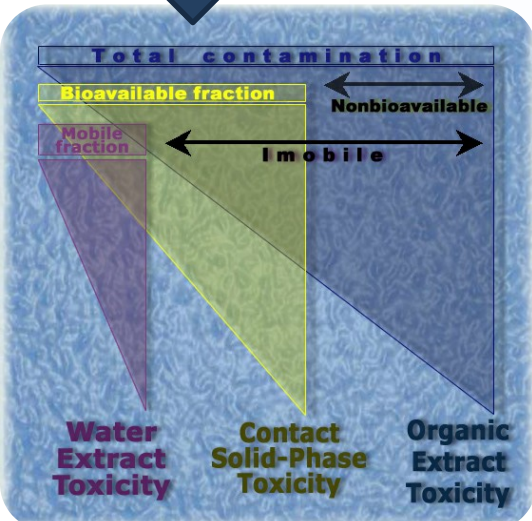 Total contamination
Bioavailable fraction
Nonbioavailable
Mobile
fraction
Imobile
Water
Extract
Toxicity
Contact
Solid-Phase
Toxicity
Organic
Extract
Toxicity